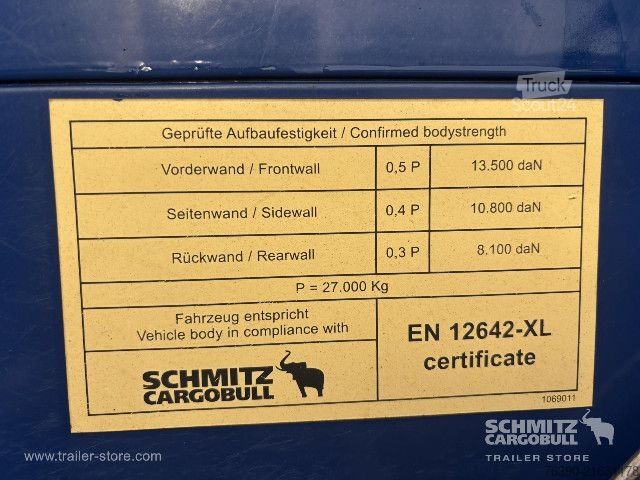 Truck
Scout24
Geprüfte Aufbaufestigkeit / Confirmed bodystrength
Vorderwand / Frontwall 0,5 P 13.500 daN
Seitenwand / Sidewall 0,4 P 10.800 daN
Rückwand / Rearwall 0,3 P 8.100 daN
P = 27.000 Kg
Fahrzeug entspricht
Vehicle body in compliance with
EN 12642-XL
certificate
SCHMITZ
CARGOBULL
1069011
SCHMITZ
CARGOBULL
TRAILER STORE
www.trailer-store.com